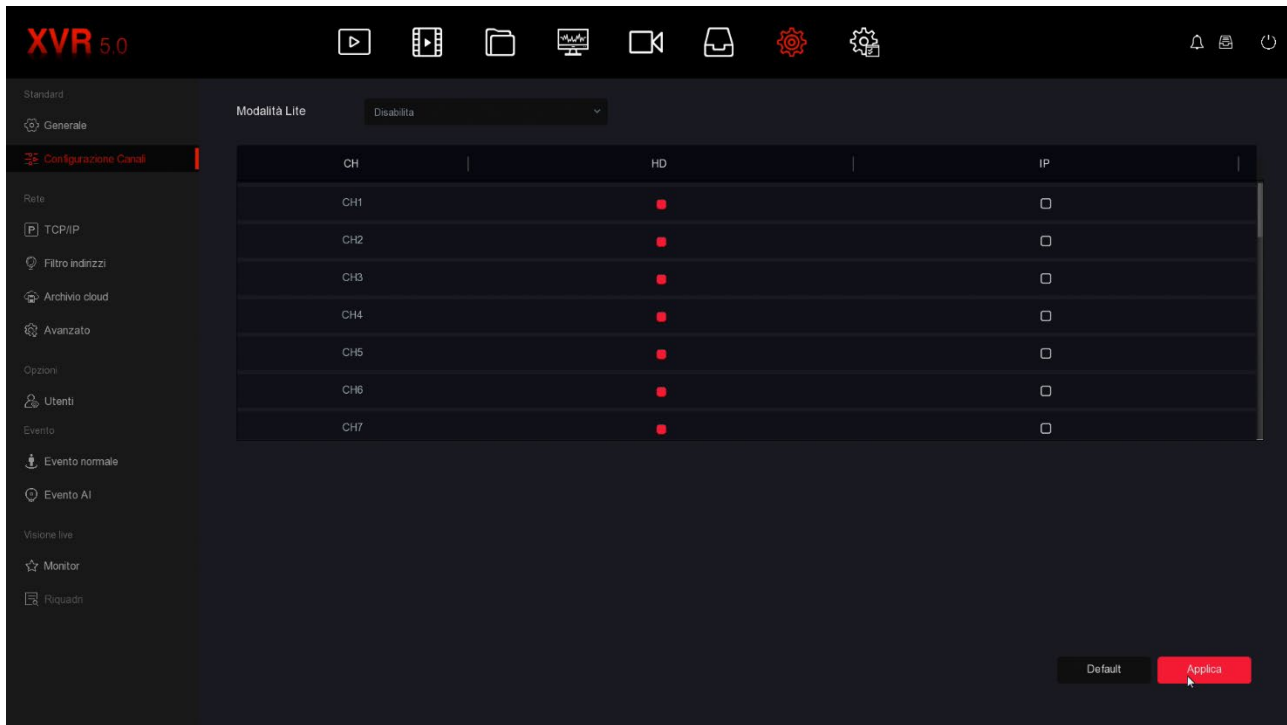 XVR 5.0
Standard
Generale
Configurazione Canali
Rete
P TCP/IP
Filtro indirizzi
Archivio cloud
Avanzato
Opzioni
Utenti
Evento
Evento normale
Evento AI
Visione live
Monitor
Riquadri
Modalità Lite Disabilita
CH HD IP
CH1
CH2
CH3
CH4
CH5
CH6
CH7
Default Applica